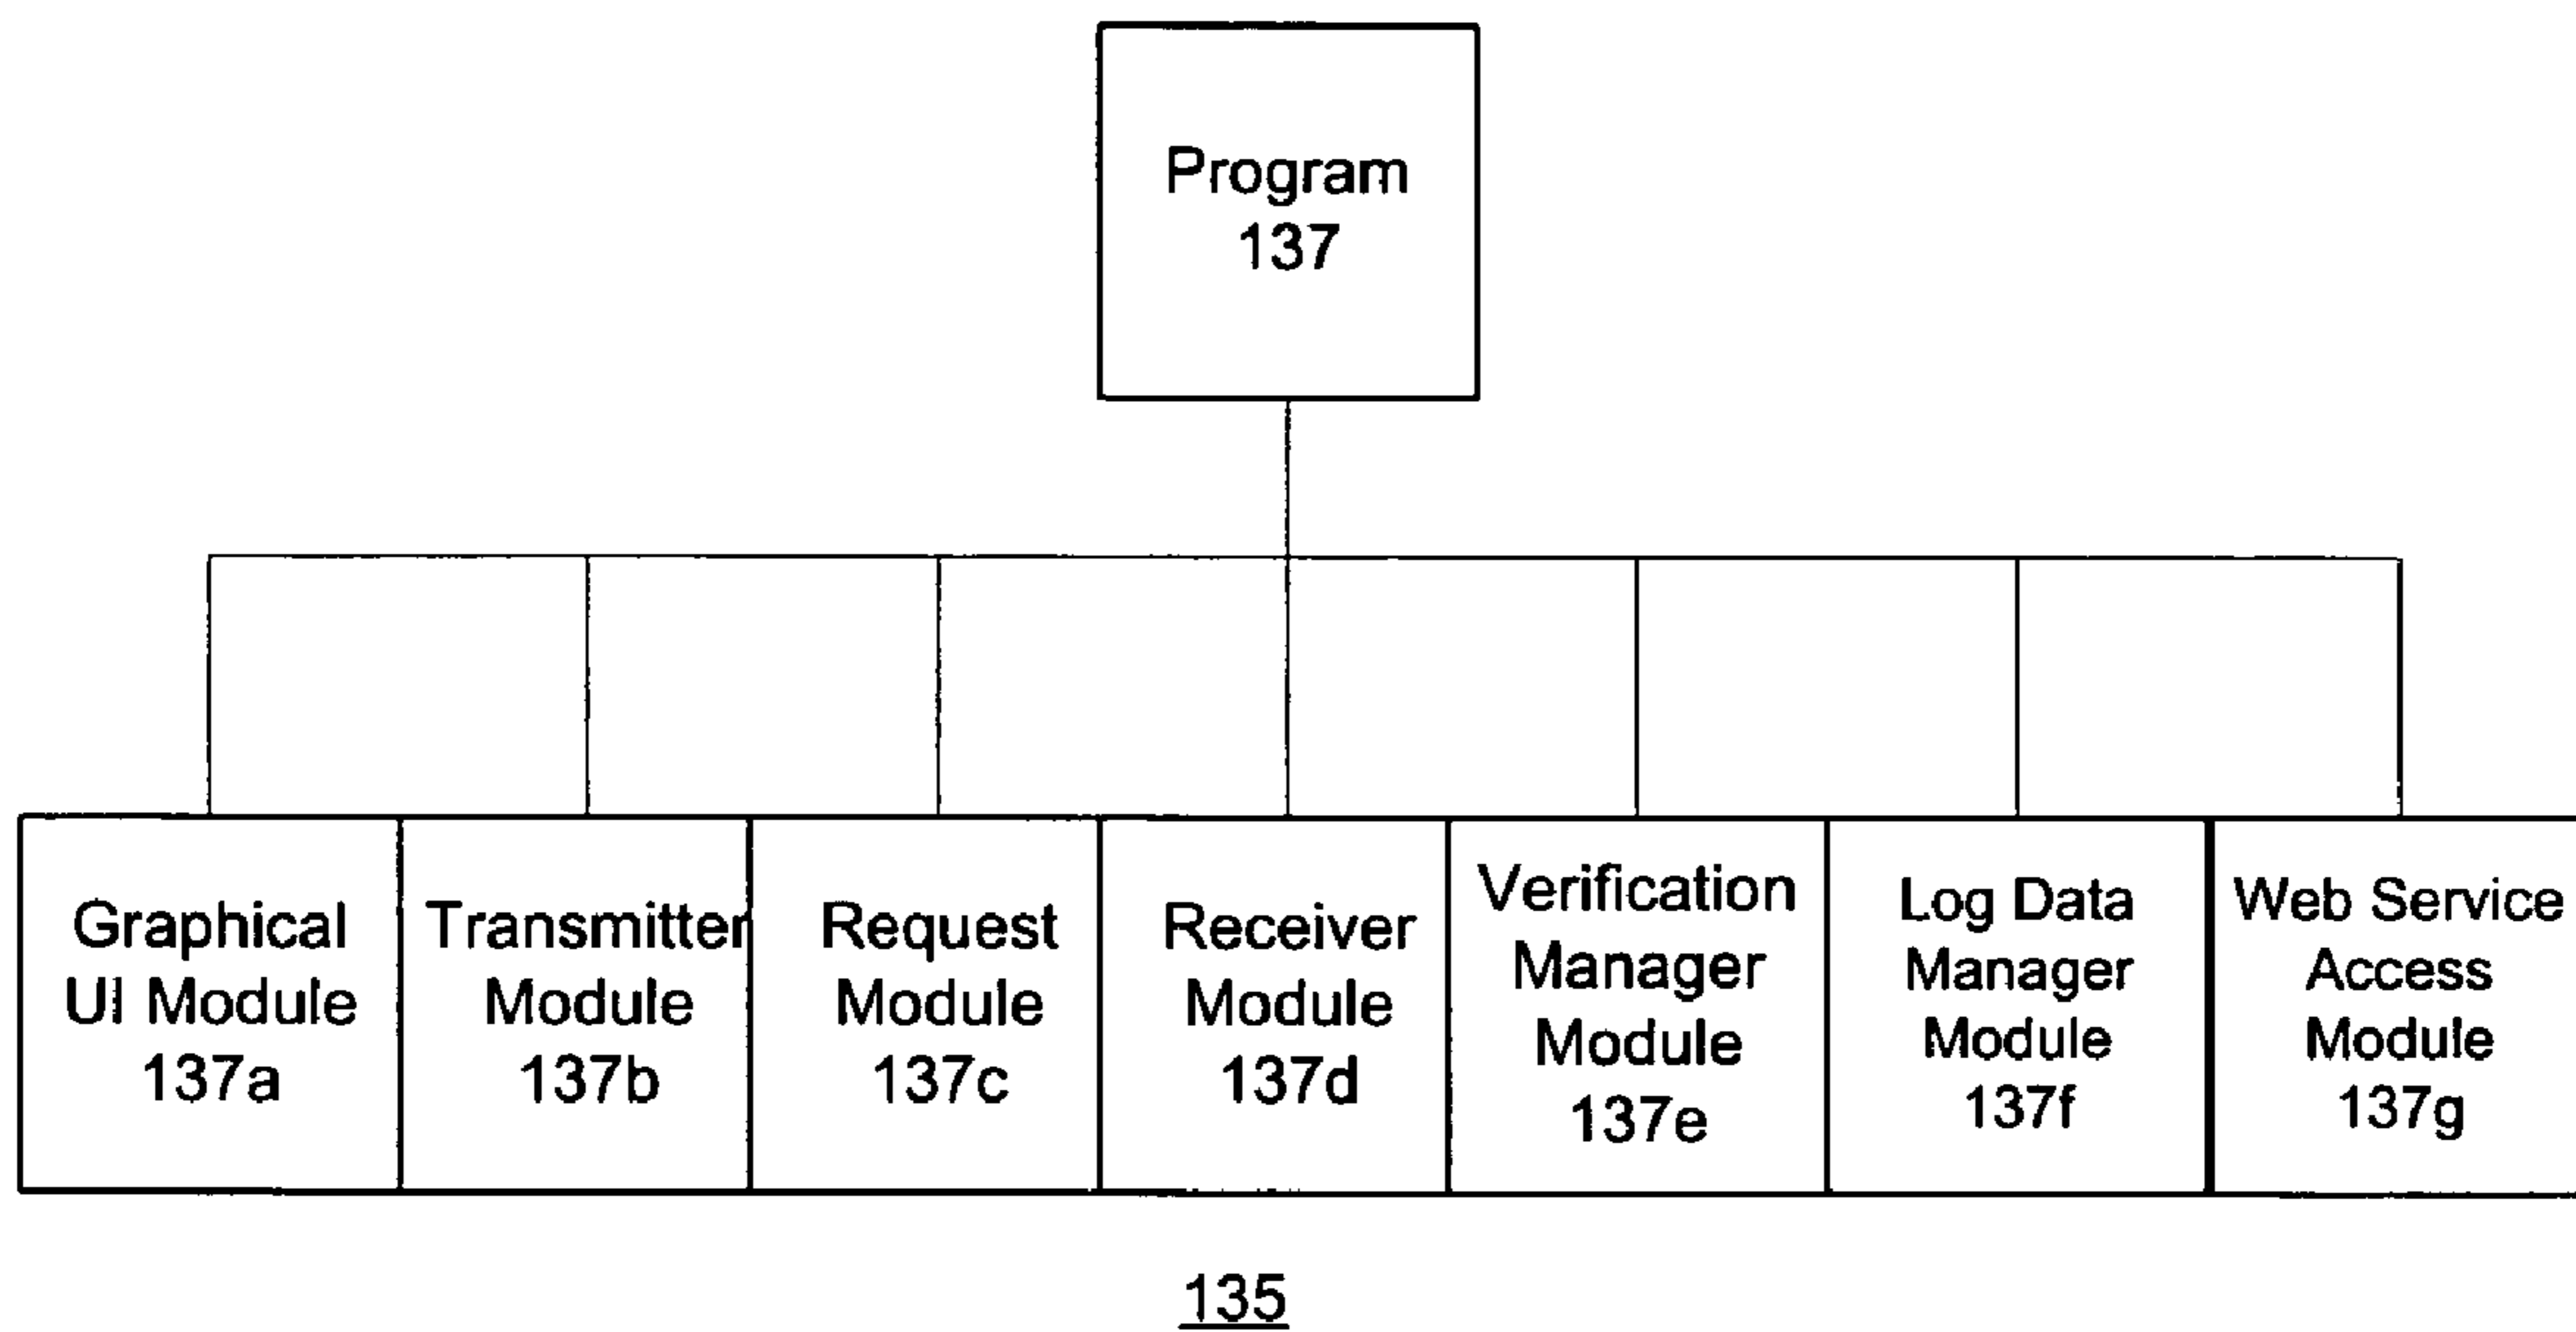 Program
137
Graphical
UI Module
137a
Transmitter
Module
137b
Request
Module
137c
Receiver
Module
137d
Verification
Manager
Module
137e
Log Data
Manager
Module
137f
Web Service
Access
Module
137g
135